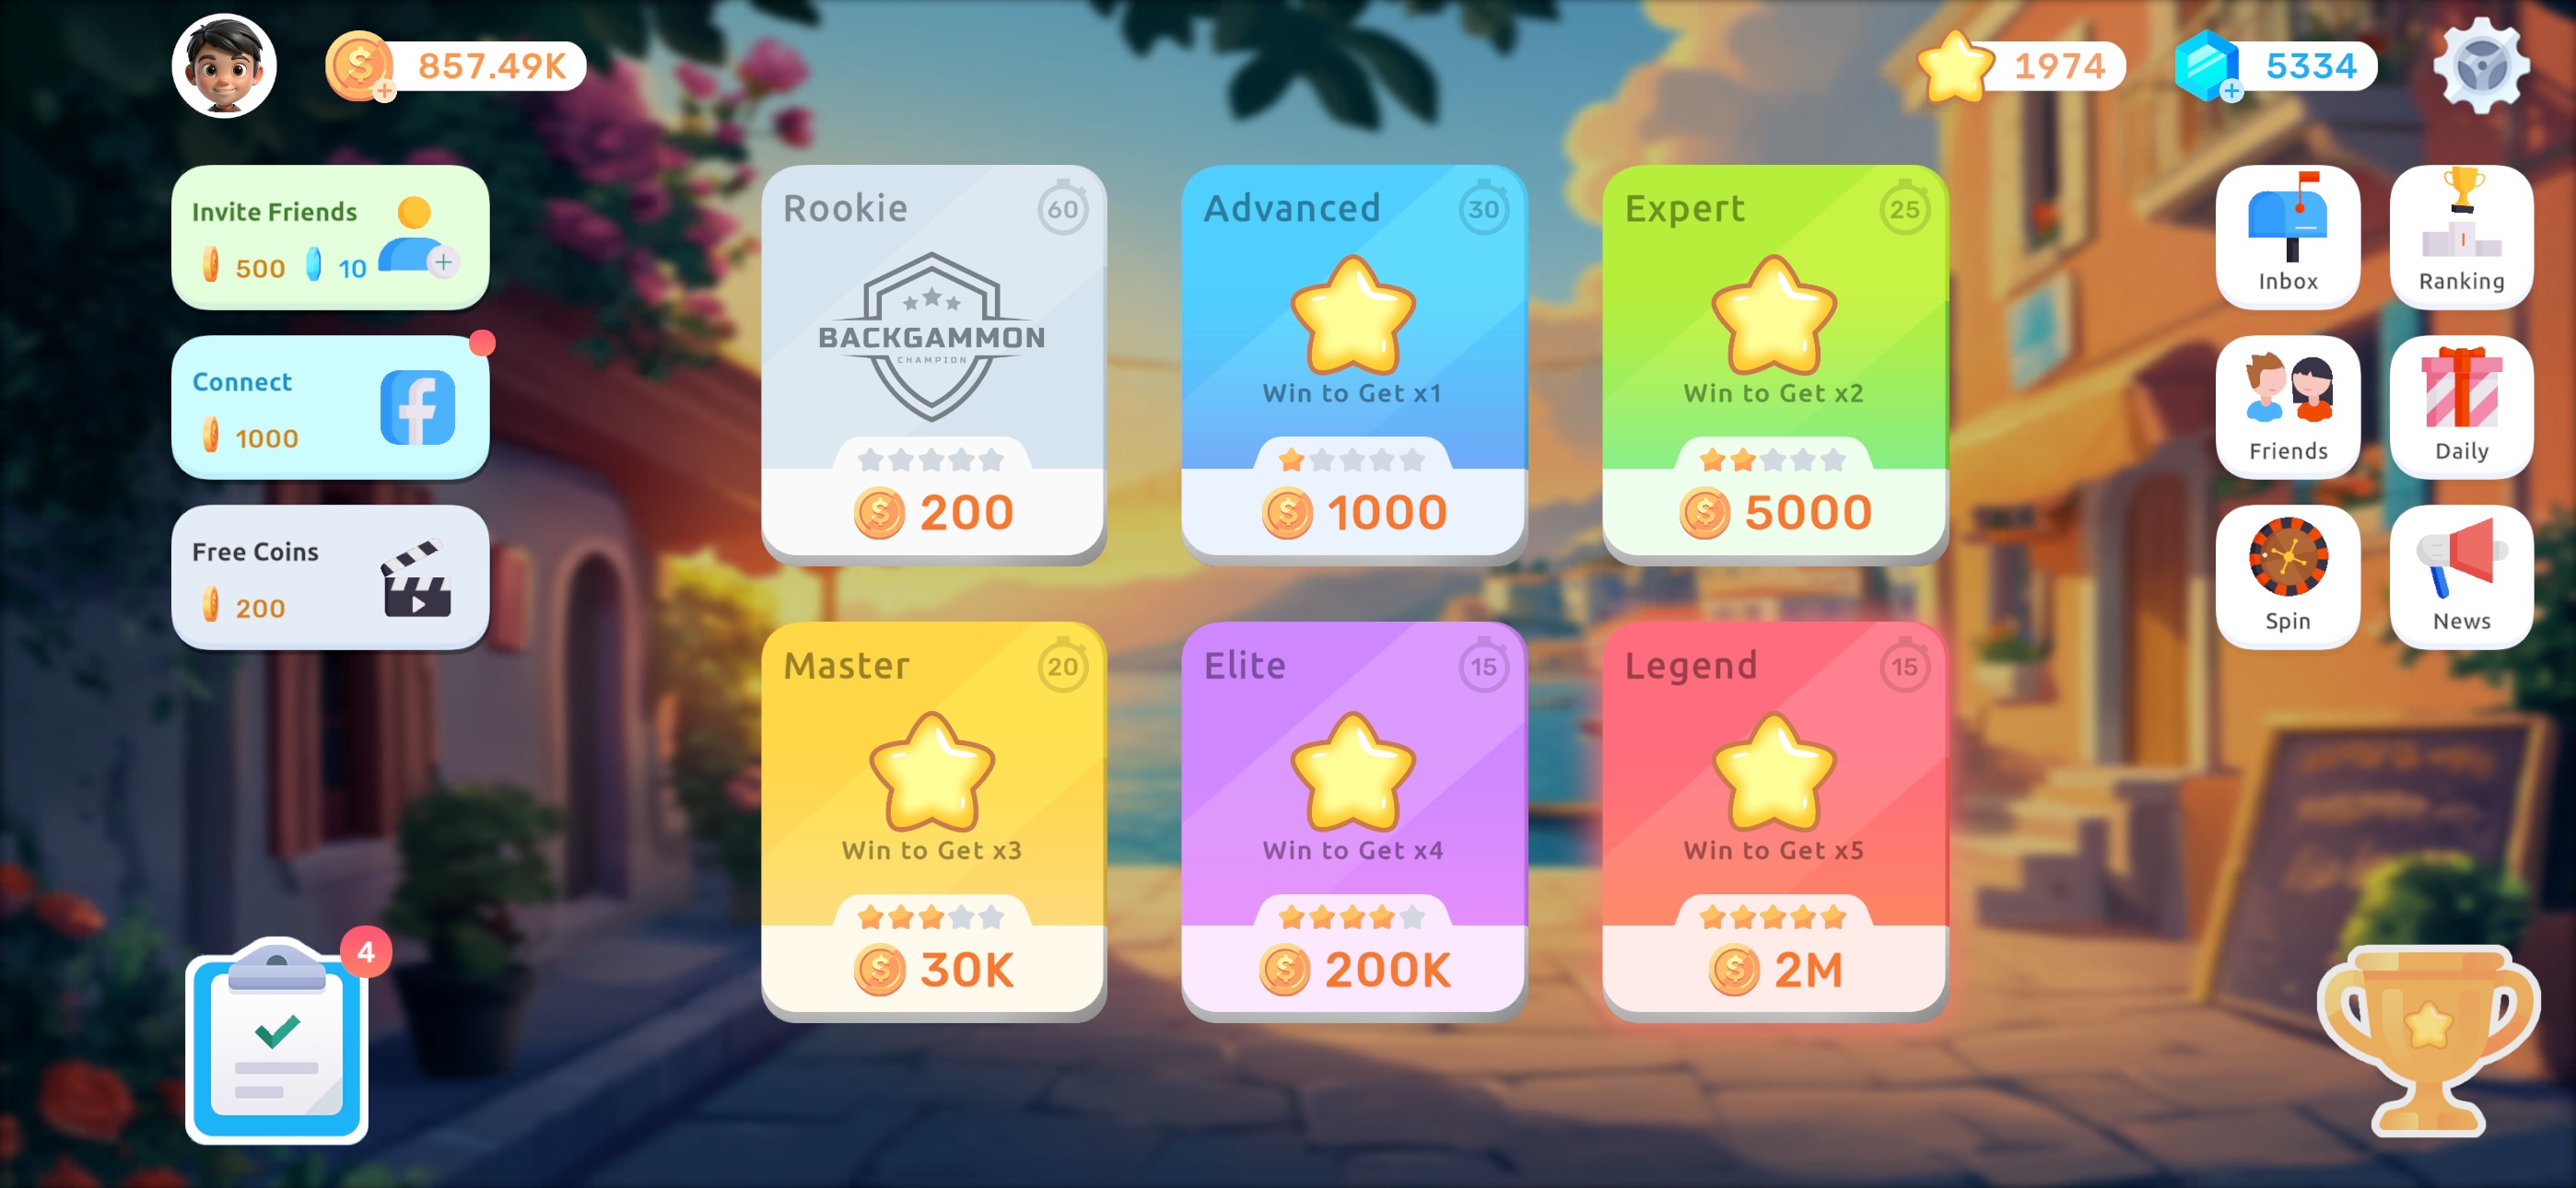 857.49K
1974
5334
Invite Friends
500 10
Connect
1000
Free Coins
200
Rookie 60
BACKGAMMON
CHAMPION
200
Advanced 30
Win to Get x1
1000
Expert 25
Win to Get x2
5000
Master 20
Win to Get x3
30K
Elite 15
Win to Get x4
200K
Legend 15
Win to Get x5
2M
Inbox
Ranking
Friends
Daily
Spin
News
4